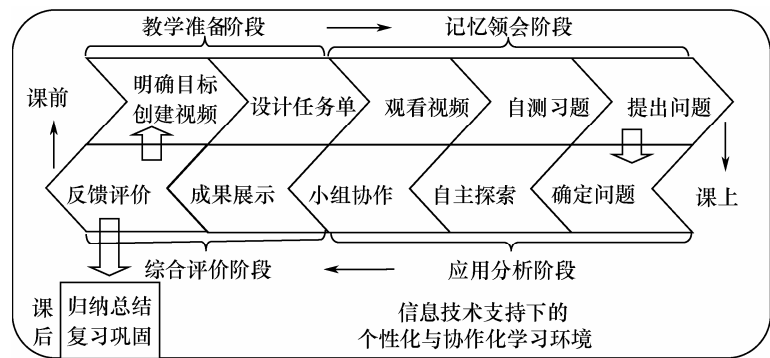 教学准备阶段
记忆领会阶段
课前
明确目标
创建视频
设计任务单
观看视频
自测习题
提出问题
反馈评价
成果展示
小组协作
自主探索
确定问题
课上
综合评价阶段
应用分析阶段
课
后
归纳总结
复习巩固
信息技术支持下的
个性化与协作化学习环境